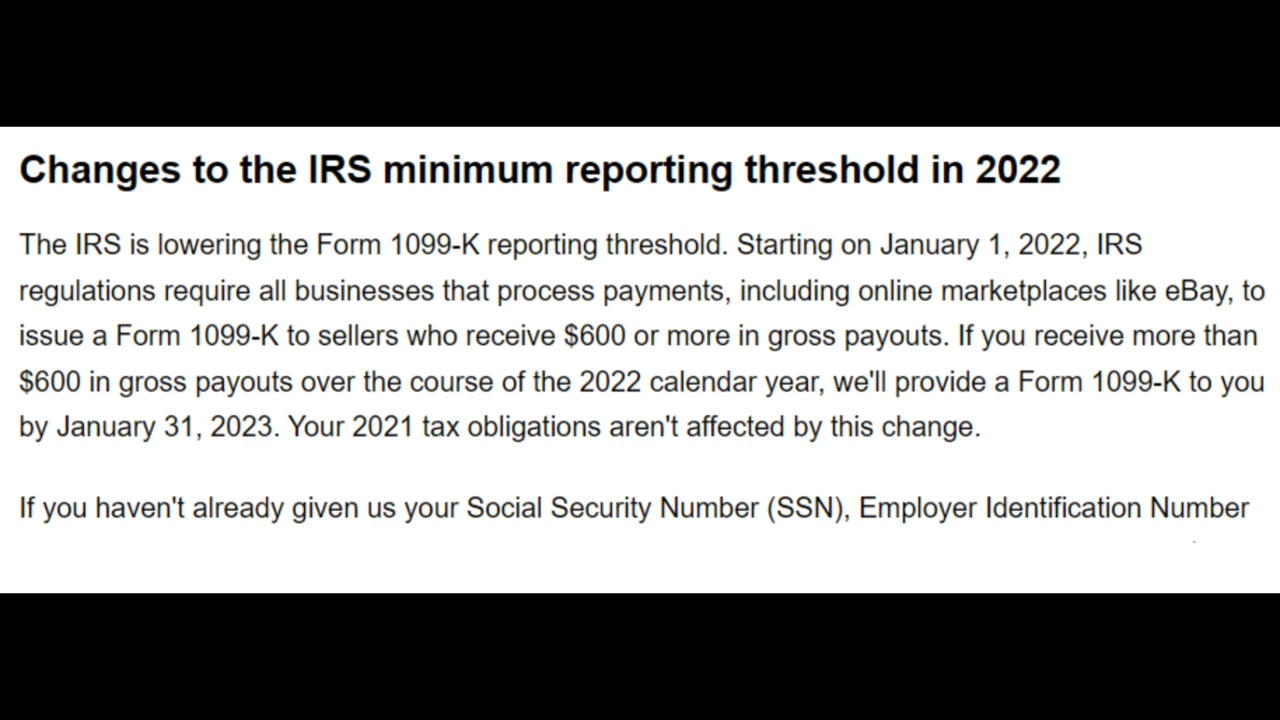 Changes to the IRS minimum reporting threshold in 2022
The IRS is lowering the Form 1099-K reporting threshold. Starting on January 1, 2022, IRS
regulations require all businesses that process payments, including online marketplaces like eBay, to
issue a Form 1099-K to sellers who receive $600 or more in gross payouts. If you receive more than
$600 in gross payouts over the course of the 2022 calendar year, we'll provide a Form 1099-K to you
by January 31, 2023. Your 2021 tax obligations aren't affected by this change.
If you haven't already given us your Social Security Number (SSN), Employer Identification Number